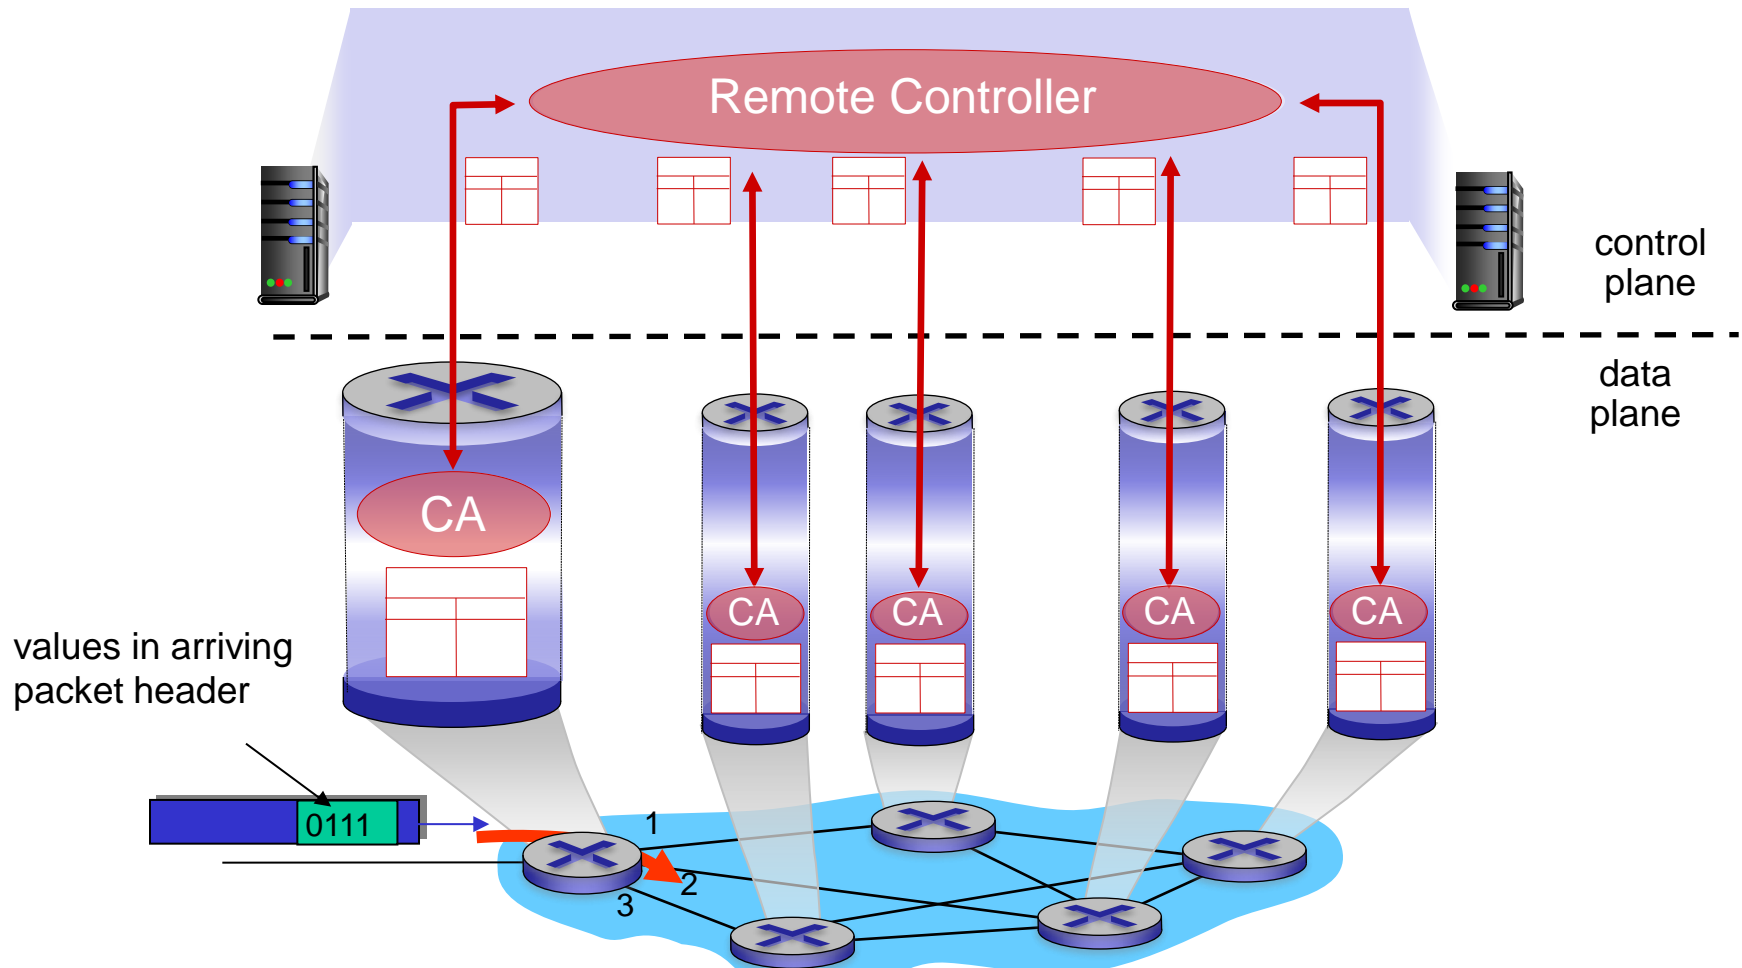 Remote Controller
control
plane
data
plane
CA
CA
CA
CA
CA
values in arriving
packet header
0111
1
2
3